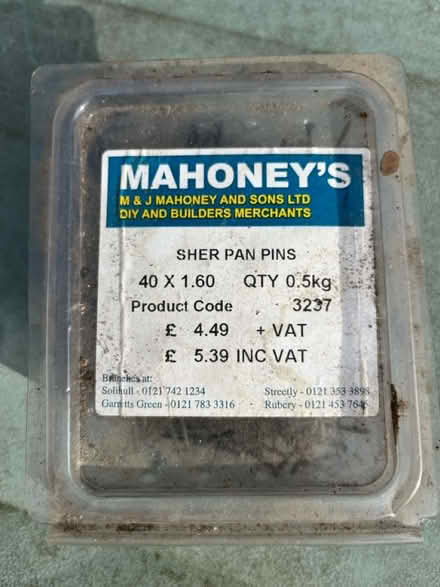 MAHONEY'S
M & J MAHONEY AND SONS LTD
DIY AND BUILDERS MERCHANTS
SHER PAN PINS
40 X 1.60 QTY 0.5kg
Product Code 3237
£ 4.49 + VAT
£ 5.39 INC VAT
Branches at:
Solihull - 0121 742 1234 Streetly - 0121 353 3898
Garretts Green - 0121 783 3316 Rubery - 0121 453 7645